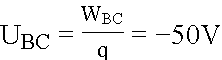 U_BC = W_BC / q = −50V